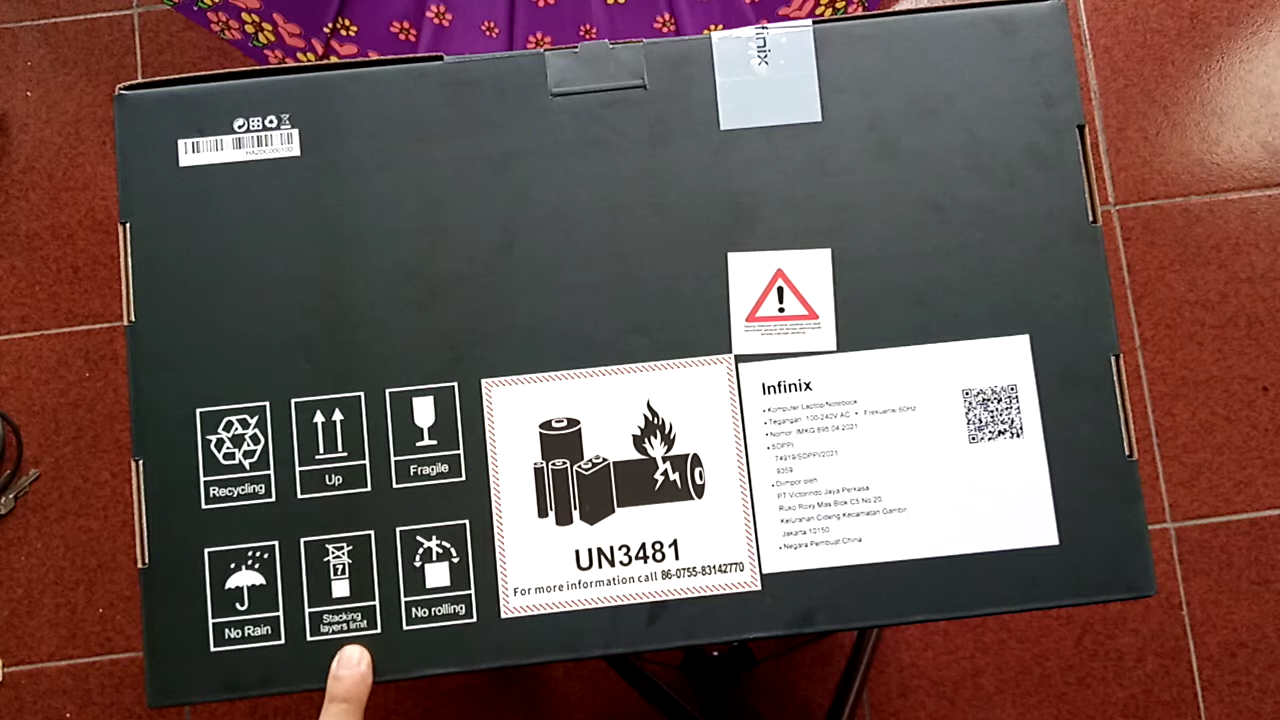 Infinix
Recycling
Up
Fragile
No Rain
7
Stacking
layers limit
No rolling
UN3481
For more information call 86-0755-83142770
Infinix
• Komputer Laptop/Notebook
• Tegangan: 100-240V AC • Frekuensi 60Hz
• Nomor: IMKG.895.04.2021
• SDPPI
74919/SDPPI/2021
9359
• Diimpor oleh
PT Victorindo Jaya Perkasa
Ruko Roxy Mas Blok C5 No 20,
Kelurahan Cideng Kecamatan Gambir,
Jakarta 10150
• Negara Pembuat China